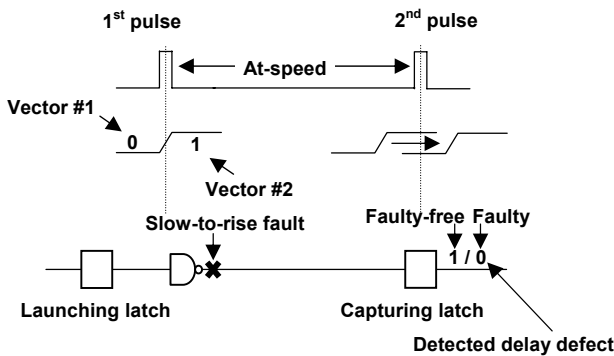 1st pulse
2nd pulse
At-speed
Vector #1
0
1
Vector #2
Slow-to-rise fault
Faulty-free Faulty
1 / 0
Launching latch
Capturing latch
Detected delay defect